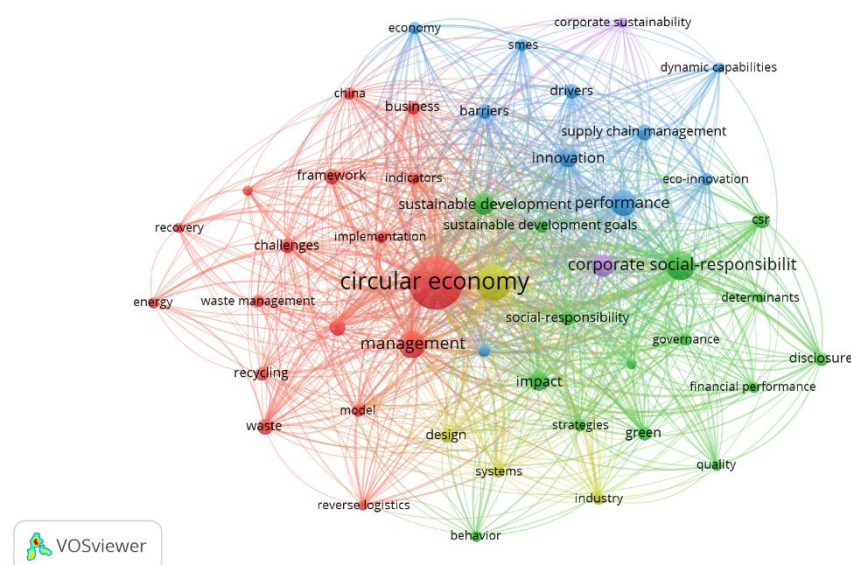 corporate sustainability
economy
smes
dynamic capabilities
china
business
barriers
drivers
supply chain management
innovation
framework
indicators
eco-innovation
sustainable development
performance
sustainable development goals
csr
recovery
challenges
implementation
circular economy
corporate social-responsibilit
energy
waste management
determinants
social-responsibility
management
governance
disclosure
recycling
impact
financial performance
model
waste
design
strategies
green
systems
quality
reverse logistics
industry
behavior
VOSviewer